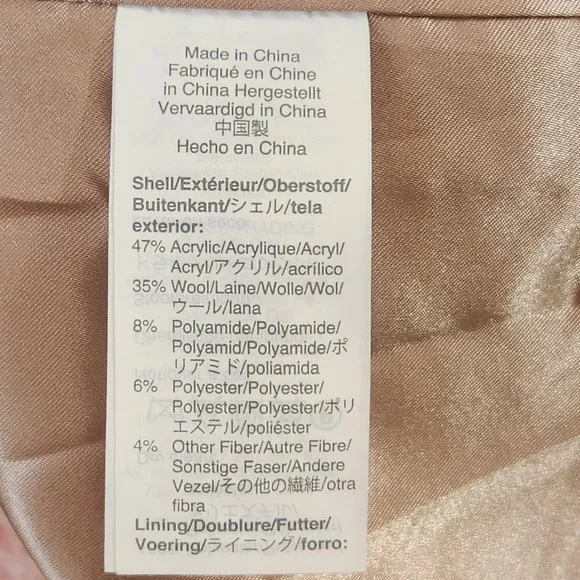 Made in China
Fabriqué en Chine
in China Hergestellt
Vervaardigd in China
中国製
Hecho en China
Shell/Extérieur/Oberstoff/
Buitenkant/シェル/tela
exterior:
47% Acrylic/Acrylique/Acryl/
Acryl/アクリル/acrílico
35% Wool/Laine/Wolle/Wol/
ウール/lana
8% Polyamide/Polyamide/
Polyamid/Polyamide/ポ
リアミド/poliamida
6% Polyester/Polyester/
Polyester/Polyester/ポリ
エステル/poliéster
4% Other Fiber/Autre Fibre/
Sonstige Faser/Andere
Vezel/その他の繊維/otra
fibra
Lining/Doublure/Futter/
Voering/ライニング/forro: